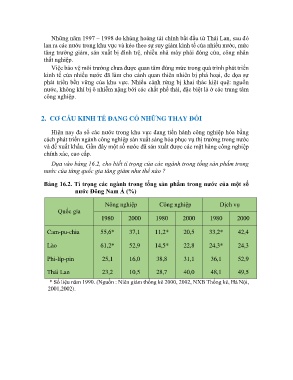 Những năm 1997 – 1998 do khủng hoảng tài chính bắt đầu từ Thái Lan, sau đó
lan ra các nước trong khu vực và kéo theo sự suy giảm kinh tế của nhiều nước, mức
tăng trưởng giảm, sản xuất bị đình trệ, nhiều nhà máy phải đóng cửa, công nhân
thất nghiệp.
Việc bảo vệ môi trường chưa được quan tâm đúng mức trong quá trình phát triển
kinh tế của nhiều nước đã làm cho cảnh quan thiên nhiên bị phá hoại, đe dọa sự
phát triển bền vững của khu vực. Nhiều cánh rừng bị khai thác kiệt quệ; nguồn
nước, không khí bị ô nhiễm nặng bởi các chất phế thải, đặc biệt là ở các trung tâm
công nghiệp.
2. CƠ CẤU KINH TẾ ĐANG CÓ NHỮNG THAY ĐỔI
Hiện nay đa số các nước trong khu vực đang tiến hành công nghiệp hóa bằng
cách phát triển ngành công nghiệp sản xuất hàng hóa phục vụ thị trường trong nước
và để xuất khẩu. Gần đây một số nước đã sản xuất được các mặt hàng công nghiệp
chính xác, cao cấp.
Dựa vào bảng 16.2, cho biết tỉ trọng của các ngành trong tổng sản phẩm trong
nước của từng quốc gia tăng giảm như thế nào ?
Bảng 16.2. Tỉ trọng các ngành trong tổng sản phẩm trong nước của một số
nước Đông Nam Á (%)
Quốc gia Nông nghiệp Công nghiệp Dịch vụ
1980 2000 1980 2000 1980 2000
Cam-pu-chia 55,6* 37,1 11,2* 20,5 33,2* 42,4
Lào 61,2* 52,9 14,5* 22,8 24,3* 24,3
Phi-líp-pin 25,1 16,0 38,8 31,1 36,1 52,9
Thái Lan 23,2 10,5 28,7 40,0 48,1 49,5
* Số liệu năm 1990. (Nguồn : Niên giám thống kê 2000, 2002, NXB Thống kê, Hà Nội,
2001,2002)